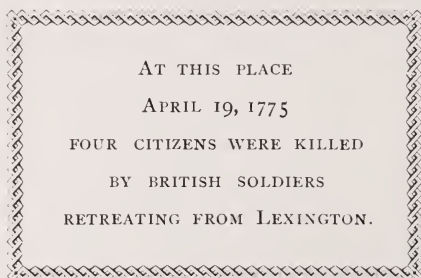 At this place
April 19, 1775
four citizens were killed
by british soldiers
retreating from Lexington.